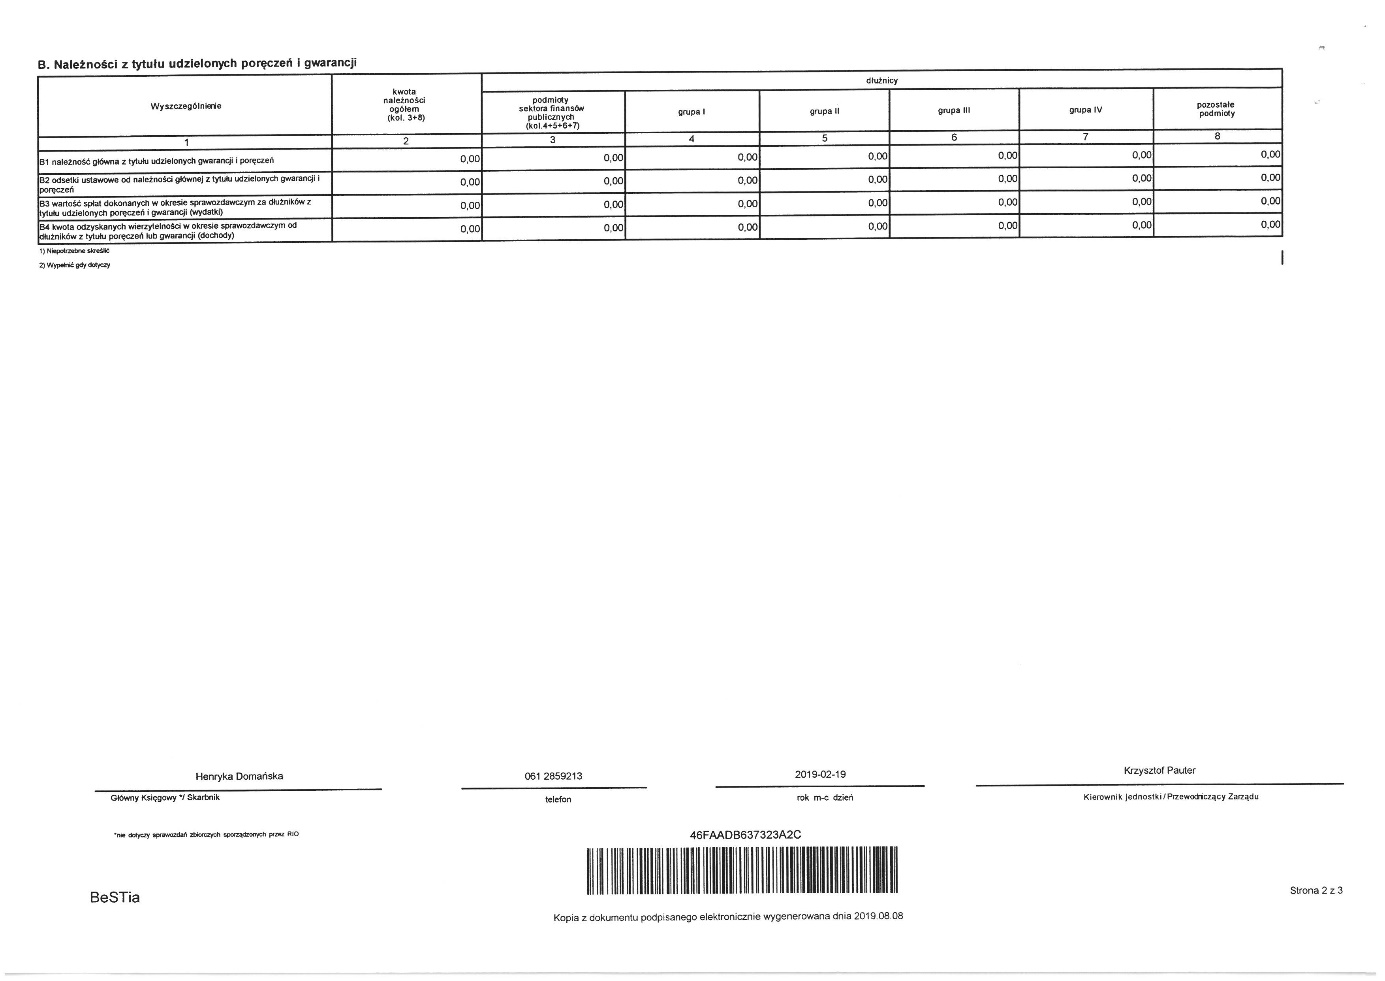 B. Należności z tytułu udzielonych poręczeń i gwarancji
Wyszczególnienie
kwota
należności
ogółem
(kol. 3+8)
dłużnicy
podmioty
sektora finansów
publicznych
(kol.4+5+6+7)
grupa I
grupa II
grupa III
grupa IV
pozostałe
podmioty
1 2 3 4 5 6 7 8
B1 należność główna z tytułu udzielonych gwarancji i poręczeń 0,00 0,00 0,00 0,00 0,00 0,00 0,00
B2 odsetki ustawowe od należności głównej z tytułu udzielonych gwarancji i
poręczeń 0,00 0,00 0,00 0,00 0,00 0,00 0,00
B3 wartość spłat dokonanych w okresie sprawozdawczym za dłużników z
tytułu udzielonych poręczeń i gwarancji (wydatki) 0,00 0,00 0,00 0,00 0,00 0,00 0,00
B4 kwota odzyskanych wierzytelności w okresie sprawozdawczym od
dłużników z tytułu poręczeń lub gwarancji (dochody) 0,00 0,00 0,00 0,00 0,00 0,00 0,00
1) Niepotrzebne skreślić
2) Wypełnić gdy dotyczy
Henryka Domańska 061 2859213 2019-02-19 Krzysztof Pauter
Główny Księgowy */ Skarbnik telefon rok m-c dzień Kierownik Jednostki / Przewodniczący Zarządu
*nie dotyczy sprawozdań zbiorczych sporządzonych przez RIO
46FAADB637323A2C
BeSTia
Strona 2 z 3
Kopia z dokumentu podpisanego elektronicznie wygenerowana dnia 2019.08.08